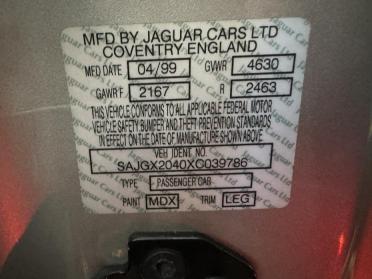 MFD BY JAGUAR CARS LTD
COVENTRY ENGLAND
MFD DATE 04/99 GVWR 4630
GAWR F 2167 R 2463
THIS VEHICLE CONFORMS TO ALL APPLICABLE FEDERAL MOTOR
VEHICLE SAFETY BUMPER AND THEFT PREVENTION STANDARDS
IN EFFECT ON THE DATE OF MANUFACTURE SHOWN ABOVE
VEH IDENT NO.
SAJGX2040XC039786
TYPE PASSENGER CAR
PAINT MDX TRIM LEG